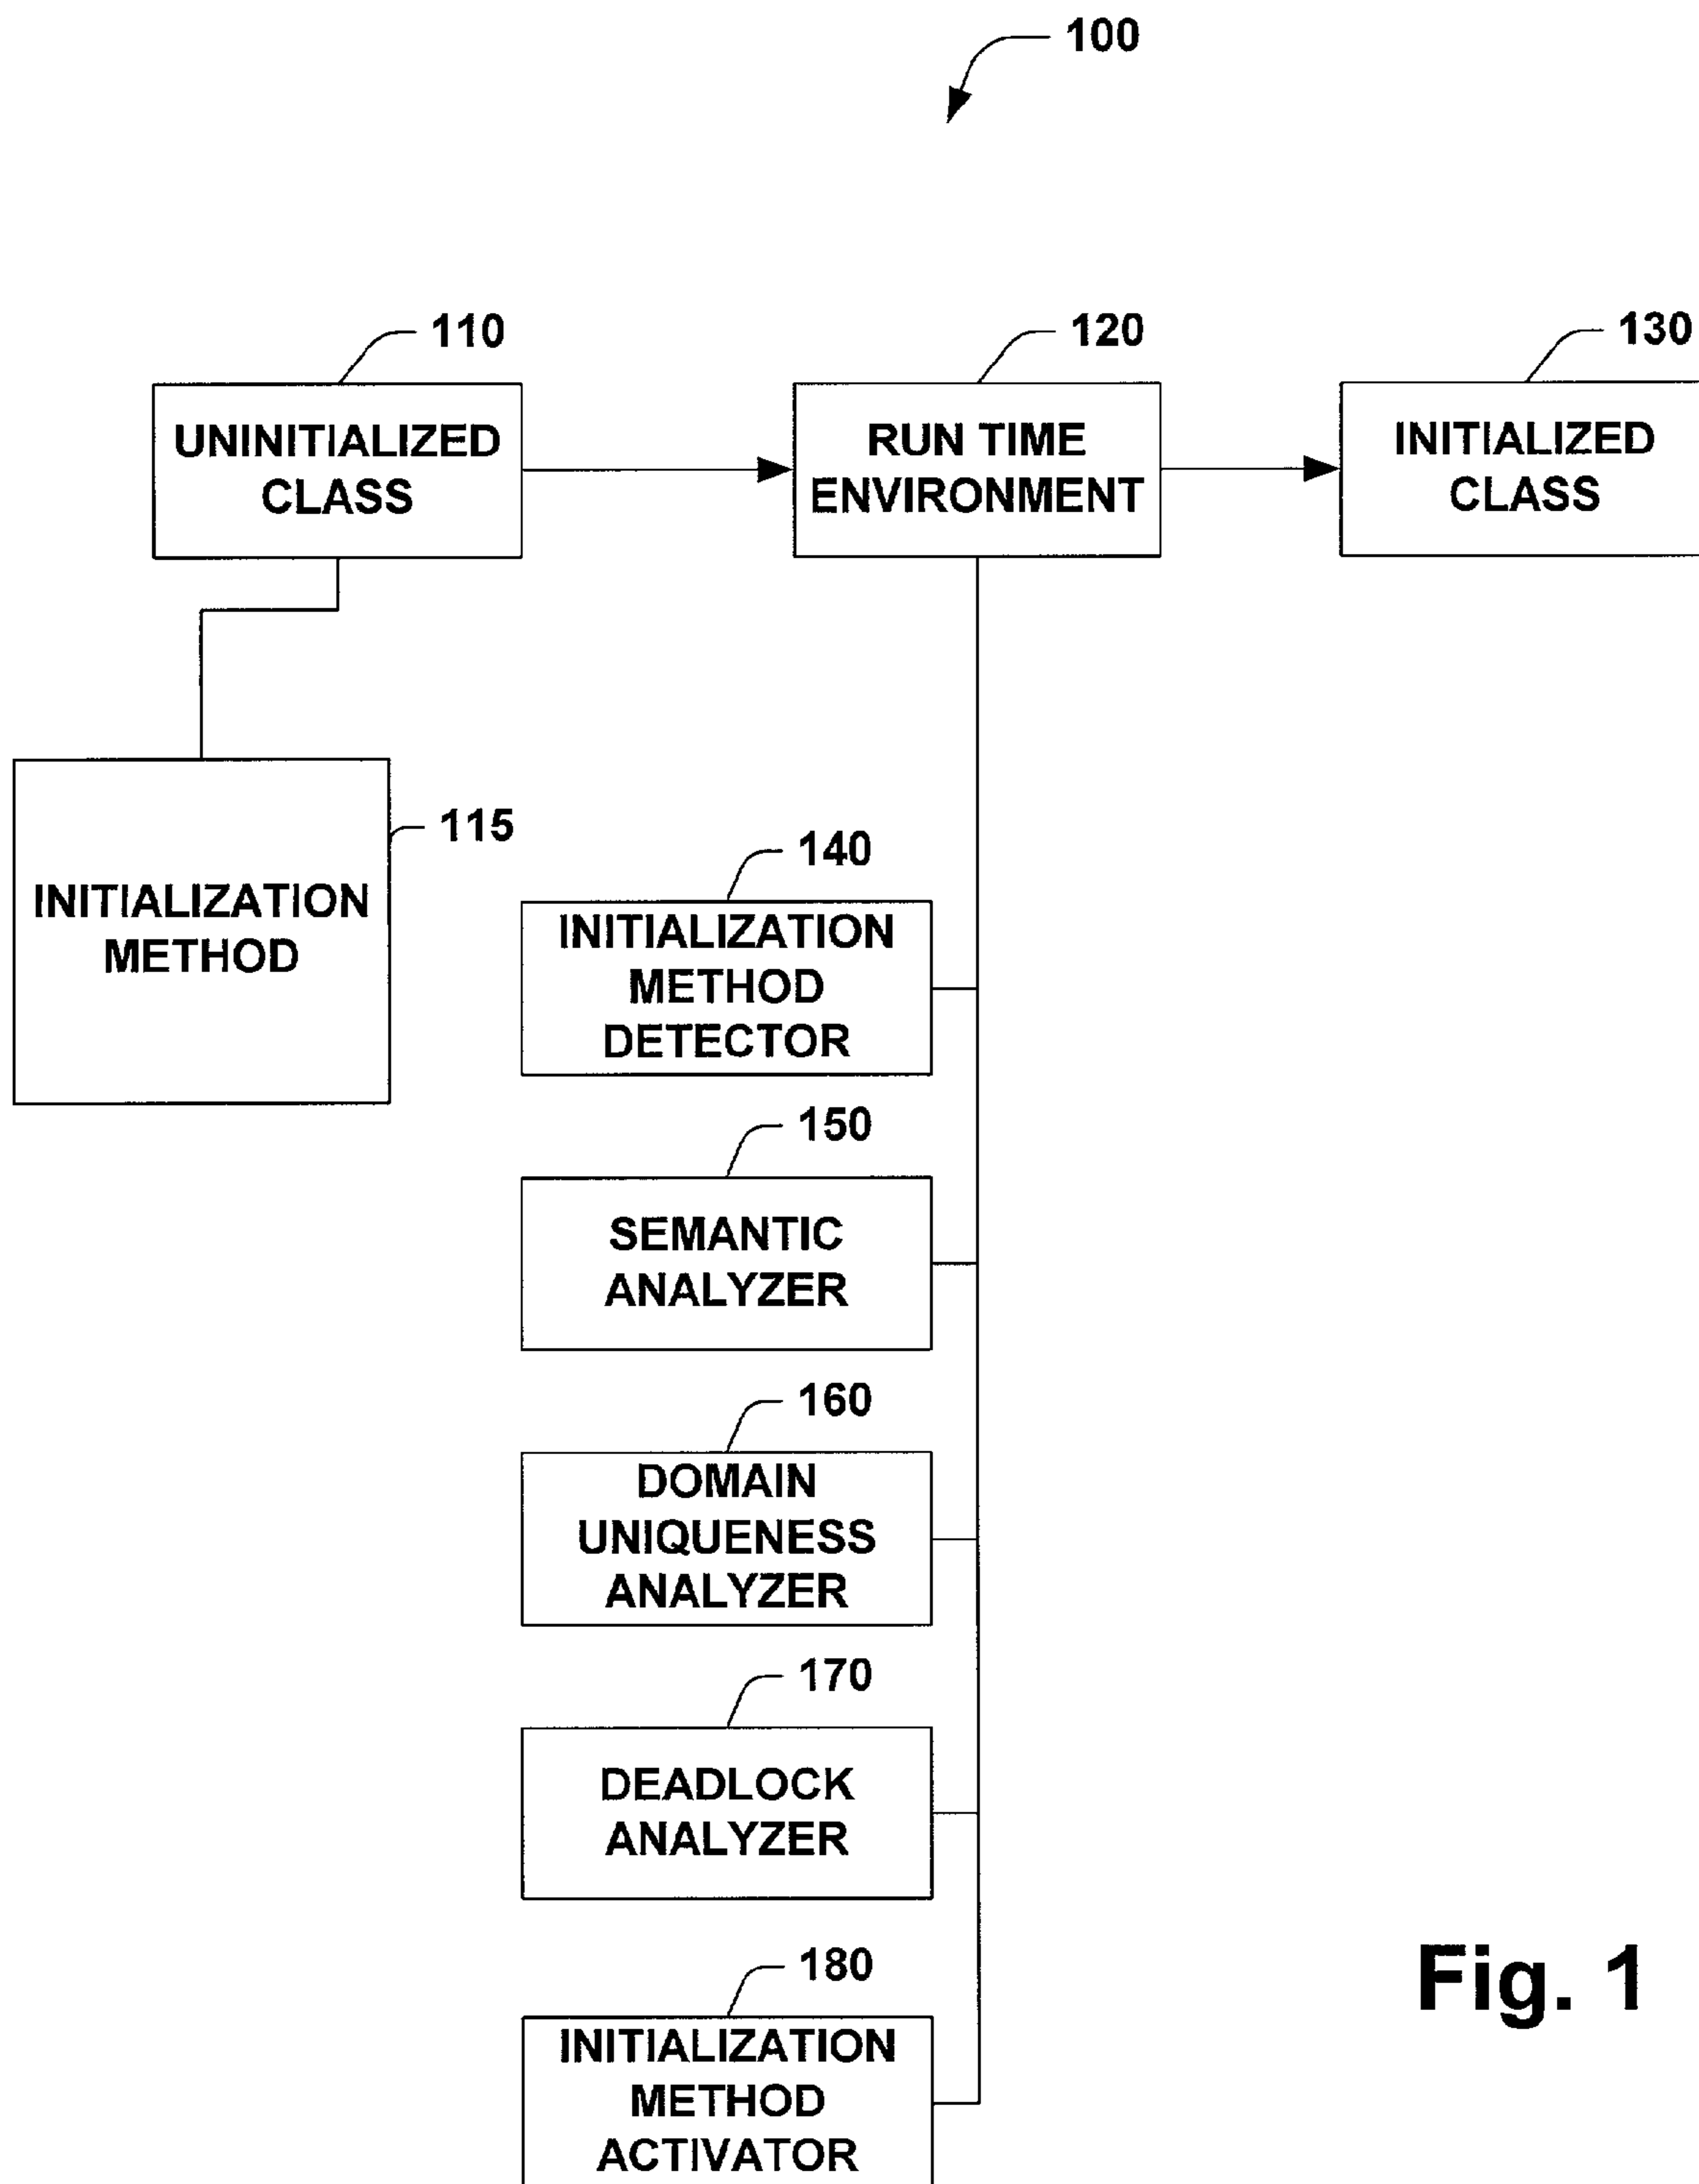 100
110
120
130
UNINITIALIZED
CLASS
RUN TIME
ENVIRONMENT
INITIALIZED
CLASS
115
INITIALIZATION
METHOD
140
INITIALIZATION
METHOD
DETECTOR
150
SEMANTIC
ANALYZER
160
DOMAIN
UNIQUENESS
ANALYZER
170
DEADLOCK
ANALYZER
180
INITIALIZATION
METHOD
ACTIVATOR
Fig. 1